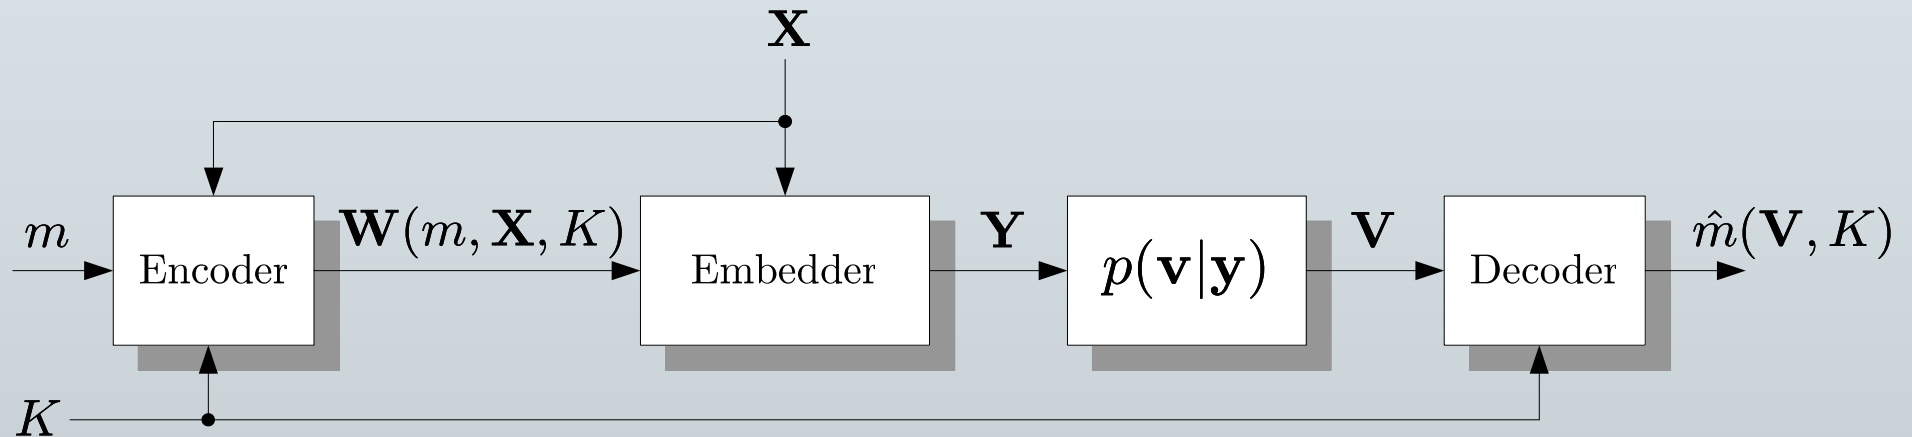 X
m
Encoder
W(m, X, K)
Embedder
Y
p(v|y)
V
Decoder
m̂(V, K)
K